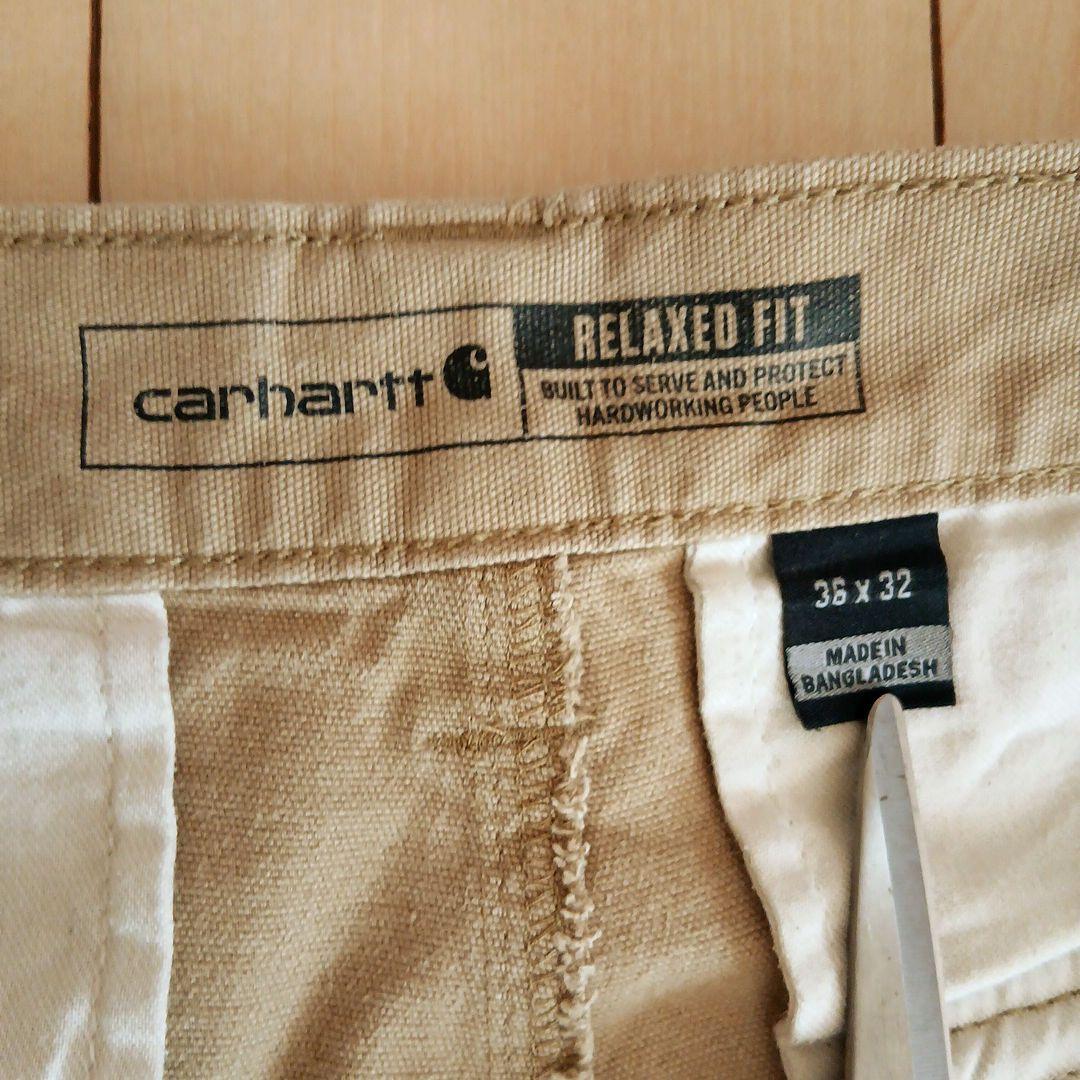 carhartt
RELAXED FIT
BUILT TO SERVE AND PROTECT
HARDWORKING PEOPLE
36 x 32
MADE IN
BANGLADESH